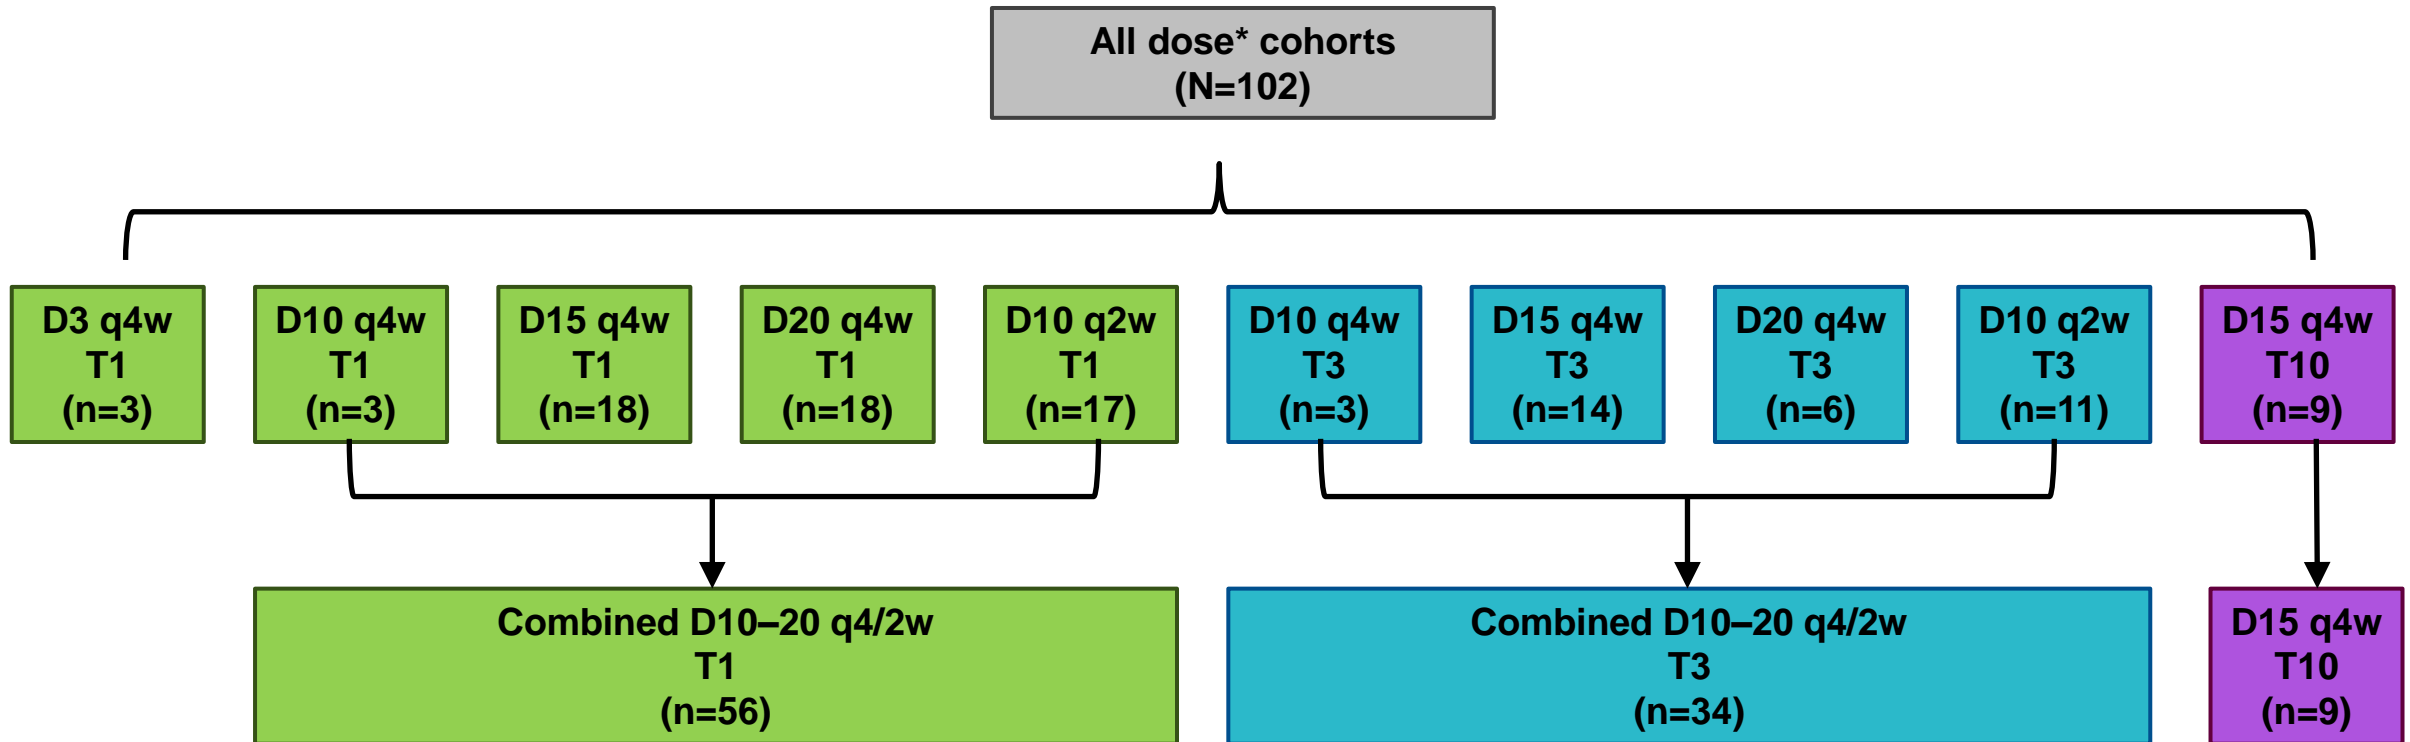 All dose* cohorts
(N=102)
D3 q4w
T1
(n=3)
D10 q4w
T1
(n=3)
D15 q4w
T1
(n=18)
D20 q4w
T1
(n=18)
D10 q2w
T1
(n=17)
D10 q4w
T3
(n=3)
D15 q4w
T3
(n=14)
D20 q4w
T3
(n=6)
D10 q2w
T3
(n=11)
D15 q4w
T10
(n=9)
Combined D10–20 q4/2w
T1
(n=56)
Combined D10–20 q4/2w
T3
(n=34)
D15 q4w
T10
(n=9)